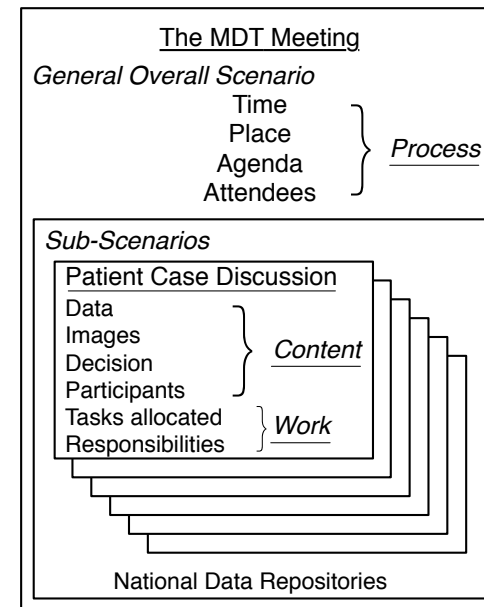 The MDT Meeting
General Overall Scenario
Time
Place
Agenda
Attendees
Process
Sub-Scenarios
Patient Case Discussion
Data
Images
Decision
Participants
Content
Tasks allocated
Responsibilities
Work
National Data Repositories